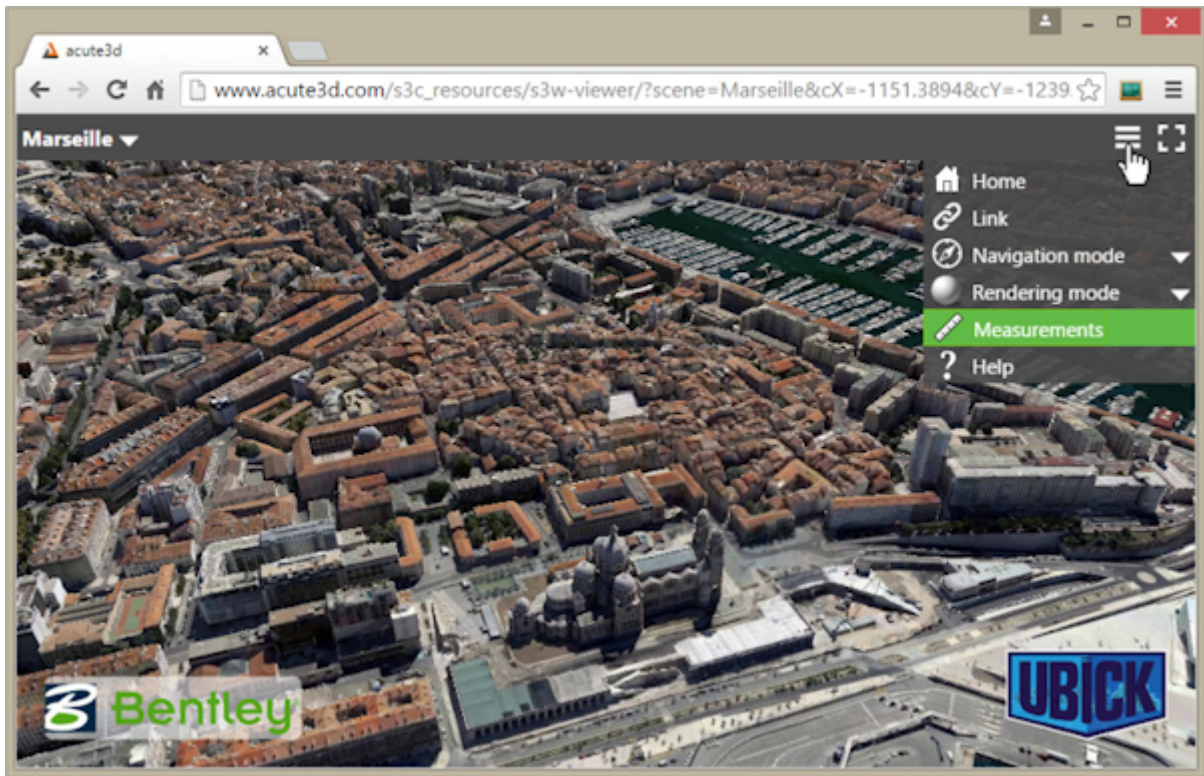 acute3d
www.acute3d.com/s3c_resources/s3w-viewer/?scene=Marseille&cX=-1151.3894&cY=-1239
Marseille
Home
Link
Navigation mode
Rendering mode
Measurements
? Help
Bentley
UBICK